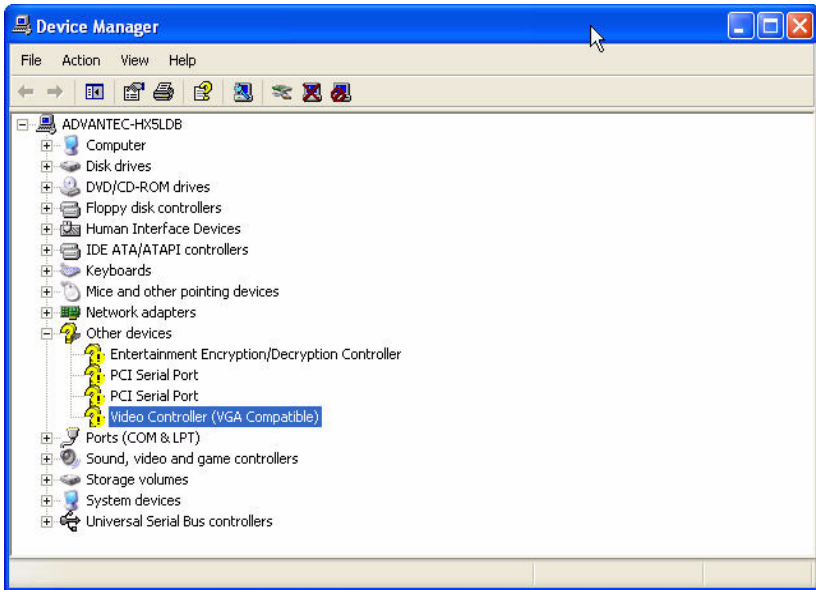 Device Manager
File Action View Help
ADVANTEC-HX5LDB
Computer
Disk drives
DVD/CD-ROM drives
Floppy disk controllers
Human Interface Devices
IDE ATA/ATAPI controllers
Keyboards
Mice and other pointing devices
Network adapters
Other devices
Entertainment Encryption/Decryption Controller
PCI Serial Port
PCI Serial Port
Video Controller (VGA Compatible)
Ports (COM & LPT)
Sound, video and game controllers
Storage volumes
System devices
Universal Serial Bus controllers